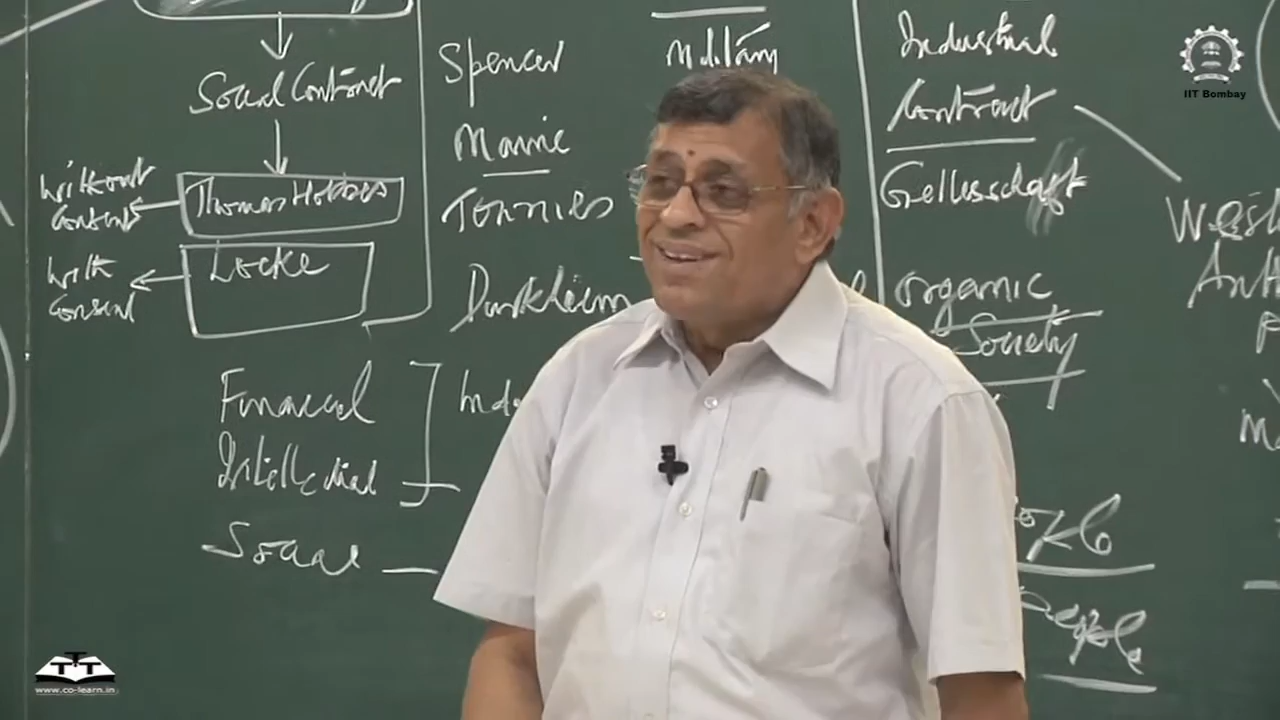 Social Contract
Without
Consent
Thomas Hobbes
With
Consent
Locke
Financial
Intellectual
Social
Spencer
Maine
Tonnies
Durkheim
Military
Industrial
Contract
Gellesschaft
Organic
Society
IIT Bombay
TTT
www.co-learn.in